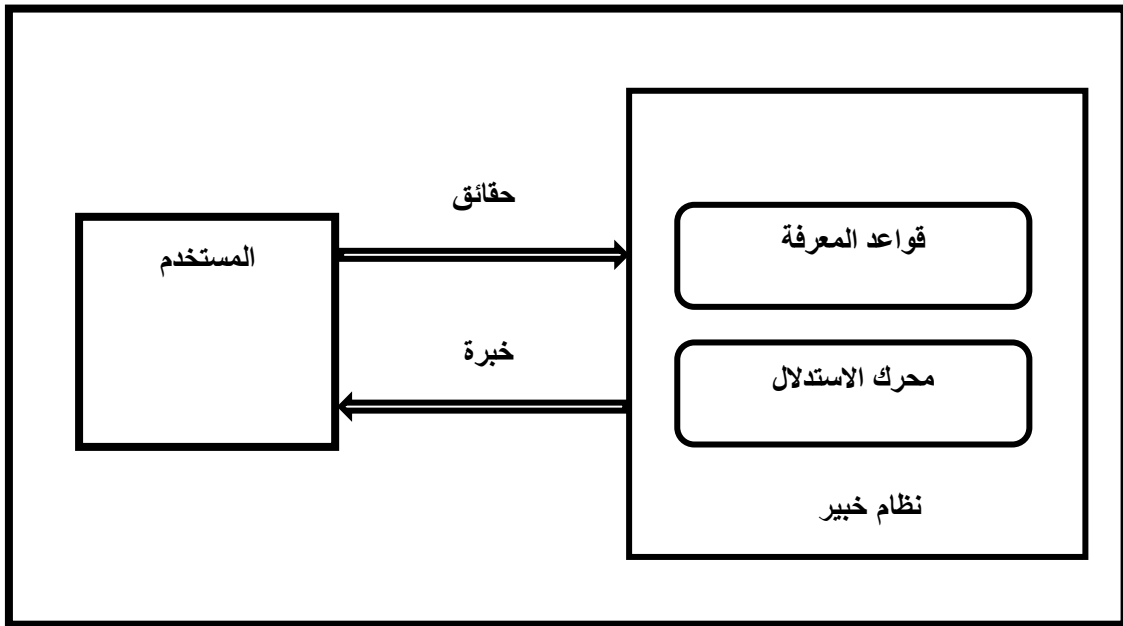 حقائق
المستخدم
قواعد المعرفة
خبرة
محرك الاستدلال
نظام خبير